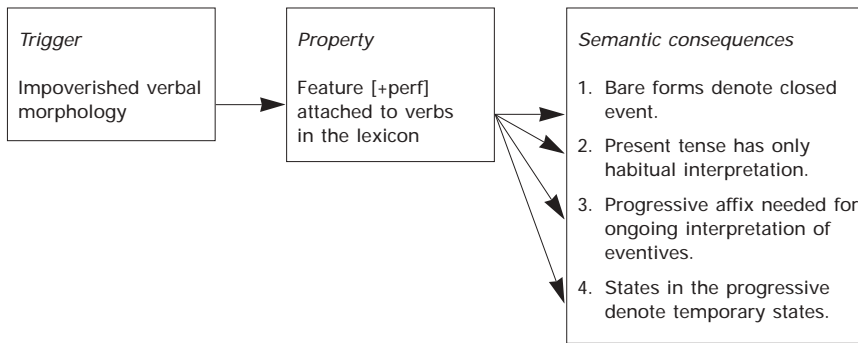 Trigger
Impoverished verbal
morphology
Property
Feature [+perf]
attached to verbs
in the lexicon
Semantic consequences
1. Bare forms denote closed
event.
2. Present tense has only
habitual interpretation.
3. Progressive affix needed for
ongoing interpretation of
eventives.
4. States in the progressive
denote temporary states.